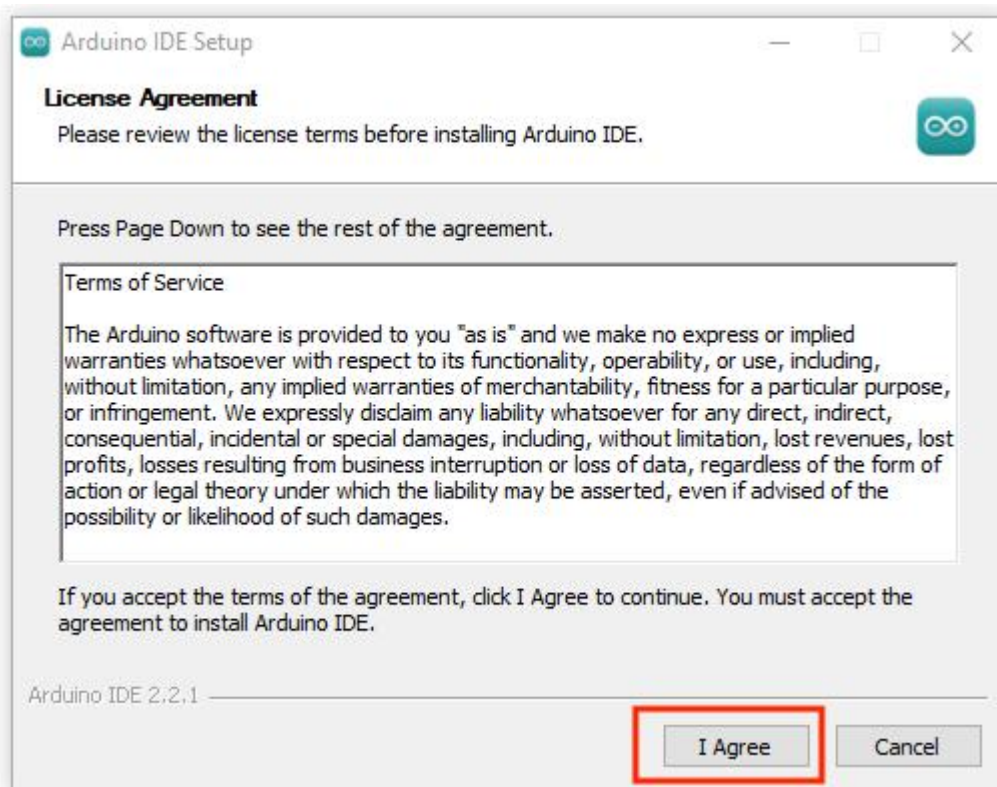 Arduino IDE Setup
License Agreement
Please review the license terms before installing Arduino IDE.
Press Page Down to see the rest of the agreement.
Terms of Service
The Arduino software is provided to you "as is" and we make no express or implied
warranties whatsoever with respect to its functionality, operability, or use, including,
without limitation, any implied warranties of merchantability, fitness for a particular purpose,
or infringement. We expressly disclaim any liability whatsoever for any direct, indirect,
consequential, incidental or special damages, including, without limitation, lost revenues, lost
profits, losses resulting from business interruption or loss of data, regardless of the form of
action or legal theory under which the liability may be asserted, even if advised of the
possibility or likelihood of such damages.
If you accept the terms of the agreement, click I Agree to continue. You must accept the
agreement to install Arduino IDE.
Arduino IDE 2.2.1
I Agree Cancel